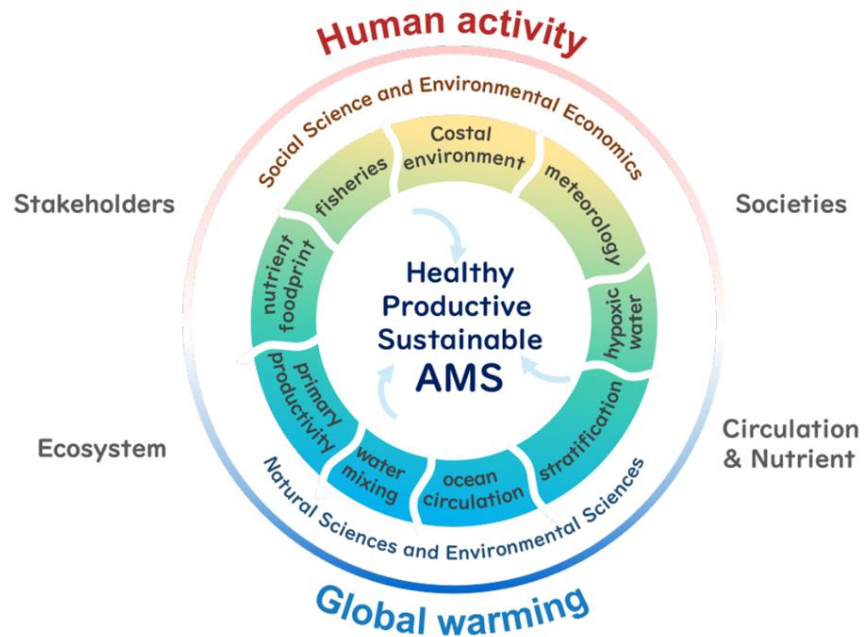 Human activity
Social Science and Environmental Economics
Costal
environment
meteorology
hypoxic
water
stratification
ocean
circulation
water
mixing
primary
productivity
nutrient
foodprint
fisheries
Healthy
Productive
Sustainable
AMS
Stakeholders
Societies
Ecosystem
Circulation
& Nutrient
Natural Sciences and Environmental Sciences
Global warming